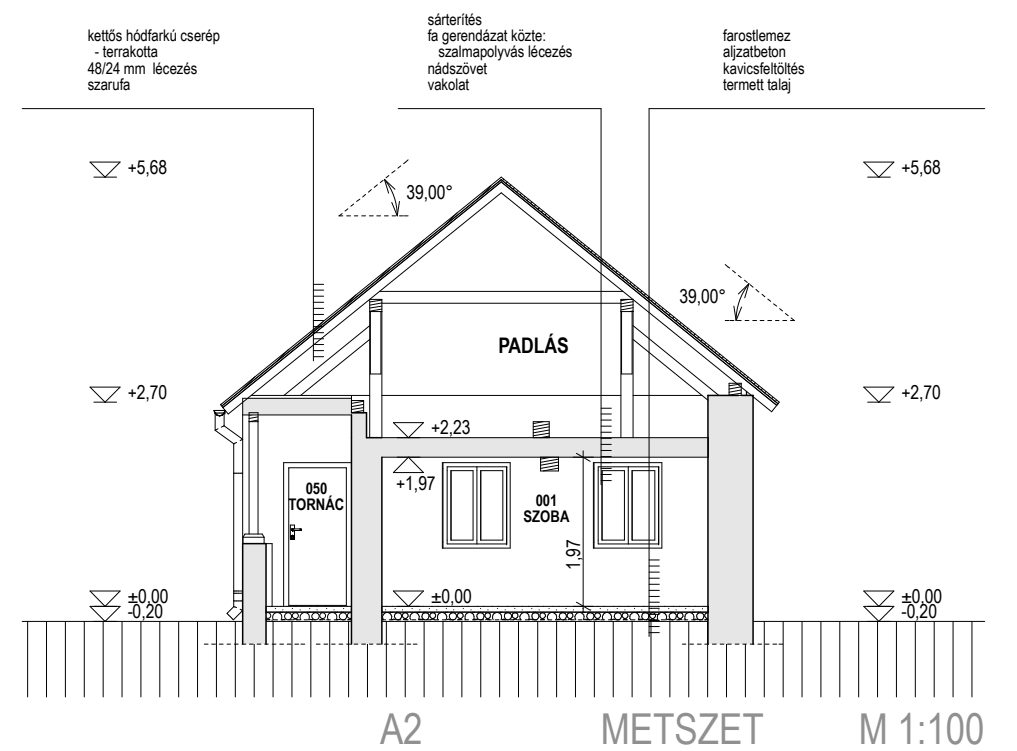 kettős hódfarkú cserép
- terrakotta
48/24 mm lécezés
szarufa
sárterítés
fa gerendázat közte:
szalmapolyvás lécezés
nádszövet
vakolat
farostlemez
aljzatbeton
kavicsfeltöltés
termett talaj
+5,68
+5,68
39,00°
39,00°
PADLÁS
+2,70
+2,70
+2,23
+1,97
050
TORNÁC
001
SZOBA
1,97
±0,00
-0,20
±0,00
±0,00
-0,20
A2 METSZET M 1:100